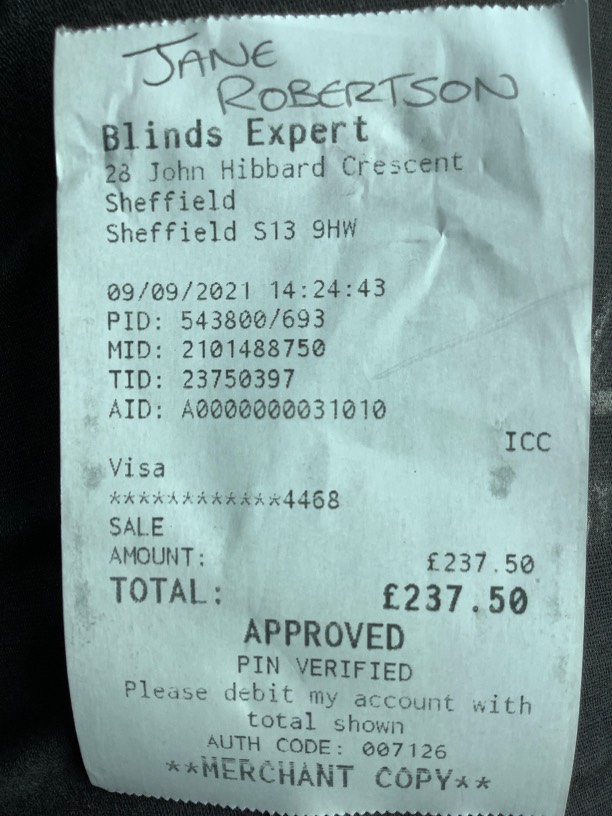 JANE
ROBERTSON
Blinds Expert
28 John Hibbard Crescent
Sheffield
Sheffield S13 9HW
09/09/2021 14:24:43
PID: 543800/693
MID: 2101488750
TID: 23750397
AID: A0000000031010
ICC
Visa
************4468
SALE
AMOUNT: £237.50
TOTAL: £237.50
APPROVED
PIN VERIFIED
Please debit my account with
total shown
AUTH CODE: 007126
**MERCHANT COPY**